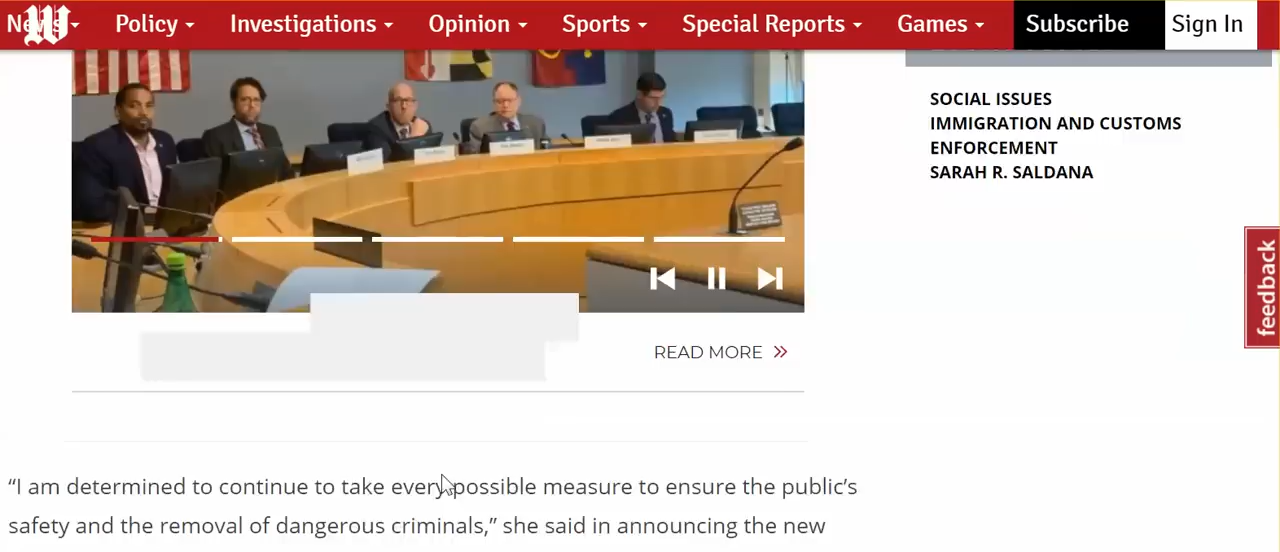 News Policy Investigations Opinion Sports Special Reports Games Subscribe Sign In
SOCIAL ISSUES
IMMIGRATION AND CUSTOMS
ENFORCEMENT
SARAH R. SALDANA
feedback
READ MORE »
“I am determined to continue to take every possible measure to ensure the public’s
safety and the removal of dangerous criminals,” she said in announcing the new